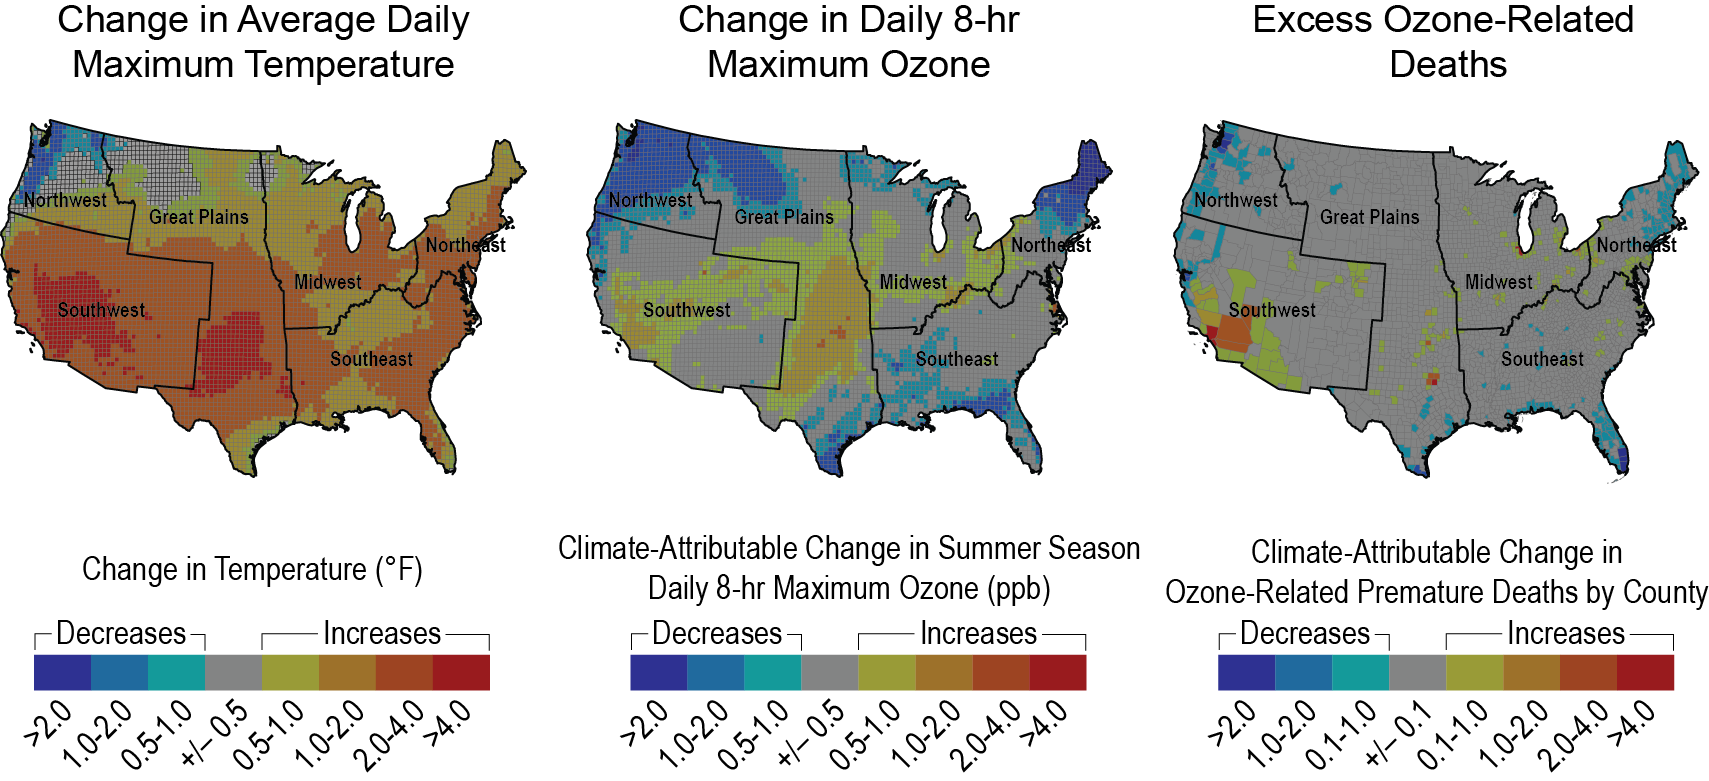 Change in Average Daily
Maximum Temperature
Northwest
Great Plains
Northeast
Midwest
Southwest
Southeast
Change in Temperature (°F)
Decreases
Increases
>2.0
1.0-2.0
0.5-1.0
+/− 0.5
0.5-1.0
1.0-2.0
2.0-4.0
>4.0
Change in Daily 8-hr
Maximum Ozone
Northwest
Great Plains
Northeast
Midwest
Southwest
Southeast
Climate-Attributable Change in Summer Season
Daily 8-hr Maximum Ozone (ppb)
Decreases
Increases
>2.0
1.0-2.0
0.5-1.0
+/− 0.5
0.5-1.0
1.0-2.0
2.0-4.0
>4.0
Excess Ozone-Related
Deaths
Northwest
Great Plains
Northeast
Midwest
Southwest
Southeast
Climate-Attributable Change in
Ozone-Related Premature Deaths by County
Decreases
Increases
>2.0
1.0-2.0
0.1-1.0
+/− 0.1
0.1-1.0
1.0-2.0
2.0-4.0
>4.0